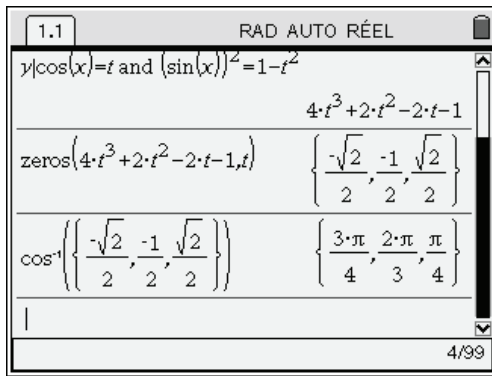 1.1 RAD AUTO RÉEL
y|cos(x)=t and (sin(x))²=1−t²
4·t³+2·t²−2·t−1
zeros(4·t³+2·t²−2·t−1,t) {-√2/2, -1/2, √2/2}
cos⁻¹({-√2/2, -1/2, √2/2}) {3·π/4, 2·π/3, π/4}
4/99